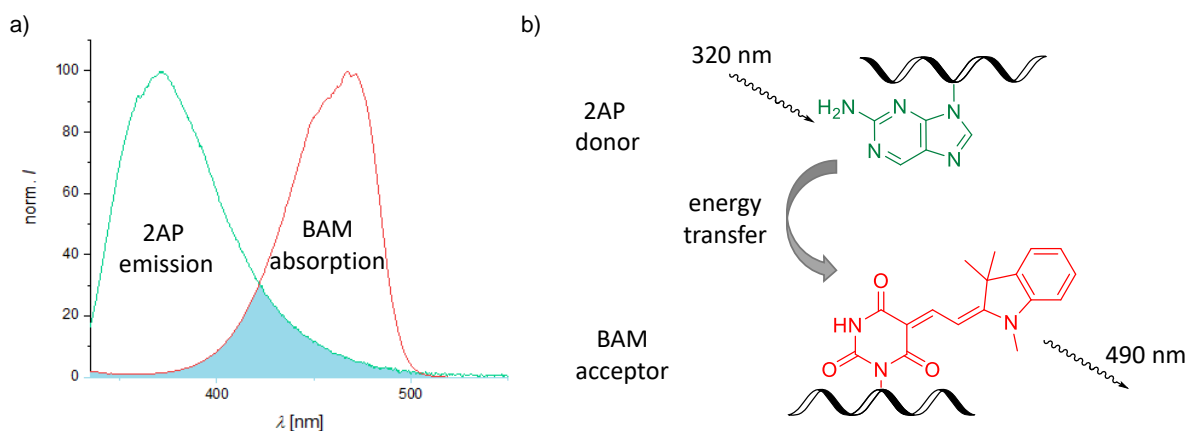 a)
norm. I
100
80
60
40
20
0
2AP
emission
BAM
absorption
400
500
λ [nm]
b)
320 nm
2AP
donor
H₂N
N
N
N
N
energy
transfer
BAM
acceptor
O
HN
O
N
O
N
490 nm